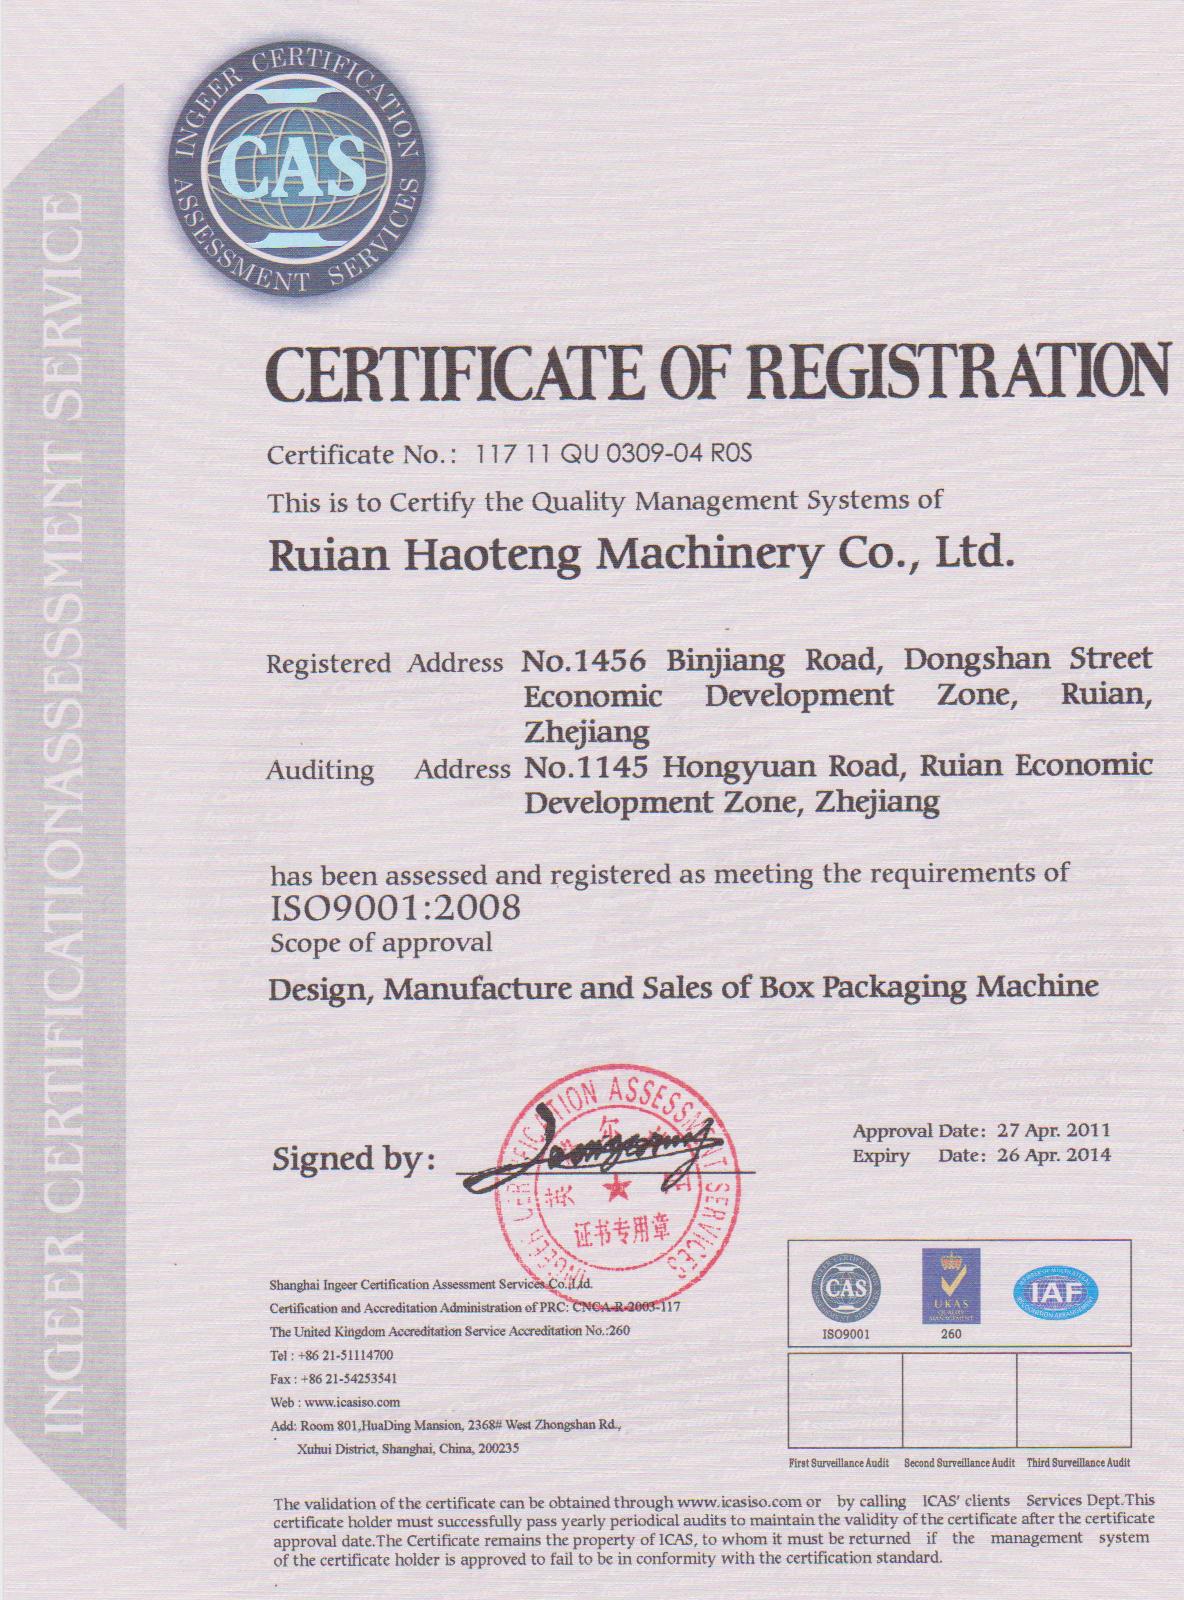 INGEER CERTIFICATION
CAS
ASSESSMENT SERVICES
INGEER CERTIFICATIONASSESSMENT SERVICE
CERTIFICATE OF REGISTRATION
Certificate No.: 117 11 QU 0309-04 R0S
This is to Certify the Quality Management Systems of
Ruian Haoteng Machinery Co., Ltd.
Registered Address No.1456 Binjiang Road, Dongshan Street
Economic Development Zone, Ruian,
Zhejiang
Auditing Address No.1145 Hongyuan Road, Ruian Economic
Development Zone, Zhejiang
has been assessed and registered as meeting the requirements of
ISO9001:2008
Scope of approval
Design, Manufacture and Sales of Box Packaging Machine
Signed by:
INGEER CERTIFICATION ASSESSMENT SERVICES
证书专用章
Approval Date: 27 Apr. 2011
Expiry Date: 26 Apr. 2014
Shanghai Ingeer Certification Assessment Services Co.,Ltd.
Certification and Accreditation Administration of PRC: CNCA-R-2003-117
The United Kingdom Accreditation Service Accreditation No.:260
Tel : +86 21-51114700
Fax : +86 21-54253541
Web : www.icasiso.com
Add: Room 801,HuaDing Mansion, 2368# West Zhongshan Rd.,
Xuhui District, Shanghai, China, 200235
CAS
ISO9001
UKAS
QUALITY
MANAGEMENT
260
IAF
First Surveillance Audit Second Surveillance Audit Third Surveillance Audit
The validation of the certificate can be obtained through www.icasiso.com or by calling ICAS' clients Services Dept.This
certificate holder must successfully pass yearly periodical audits to maintain the validity of the certificate after the certificate
approval date.The Certificate remains the property of ICAS, to whom it must be returned if the management system
of the certificate holder is approved to fail to be in conformity with the certification standard.